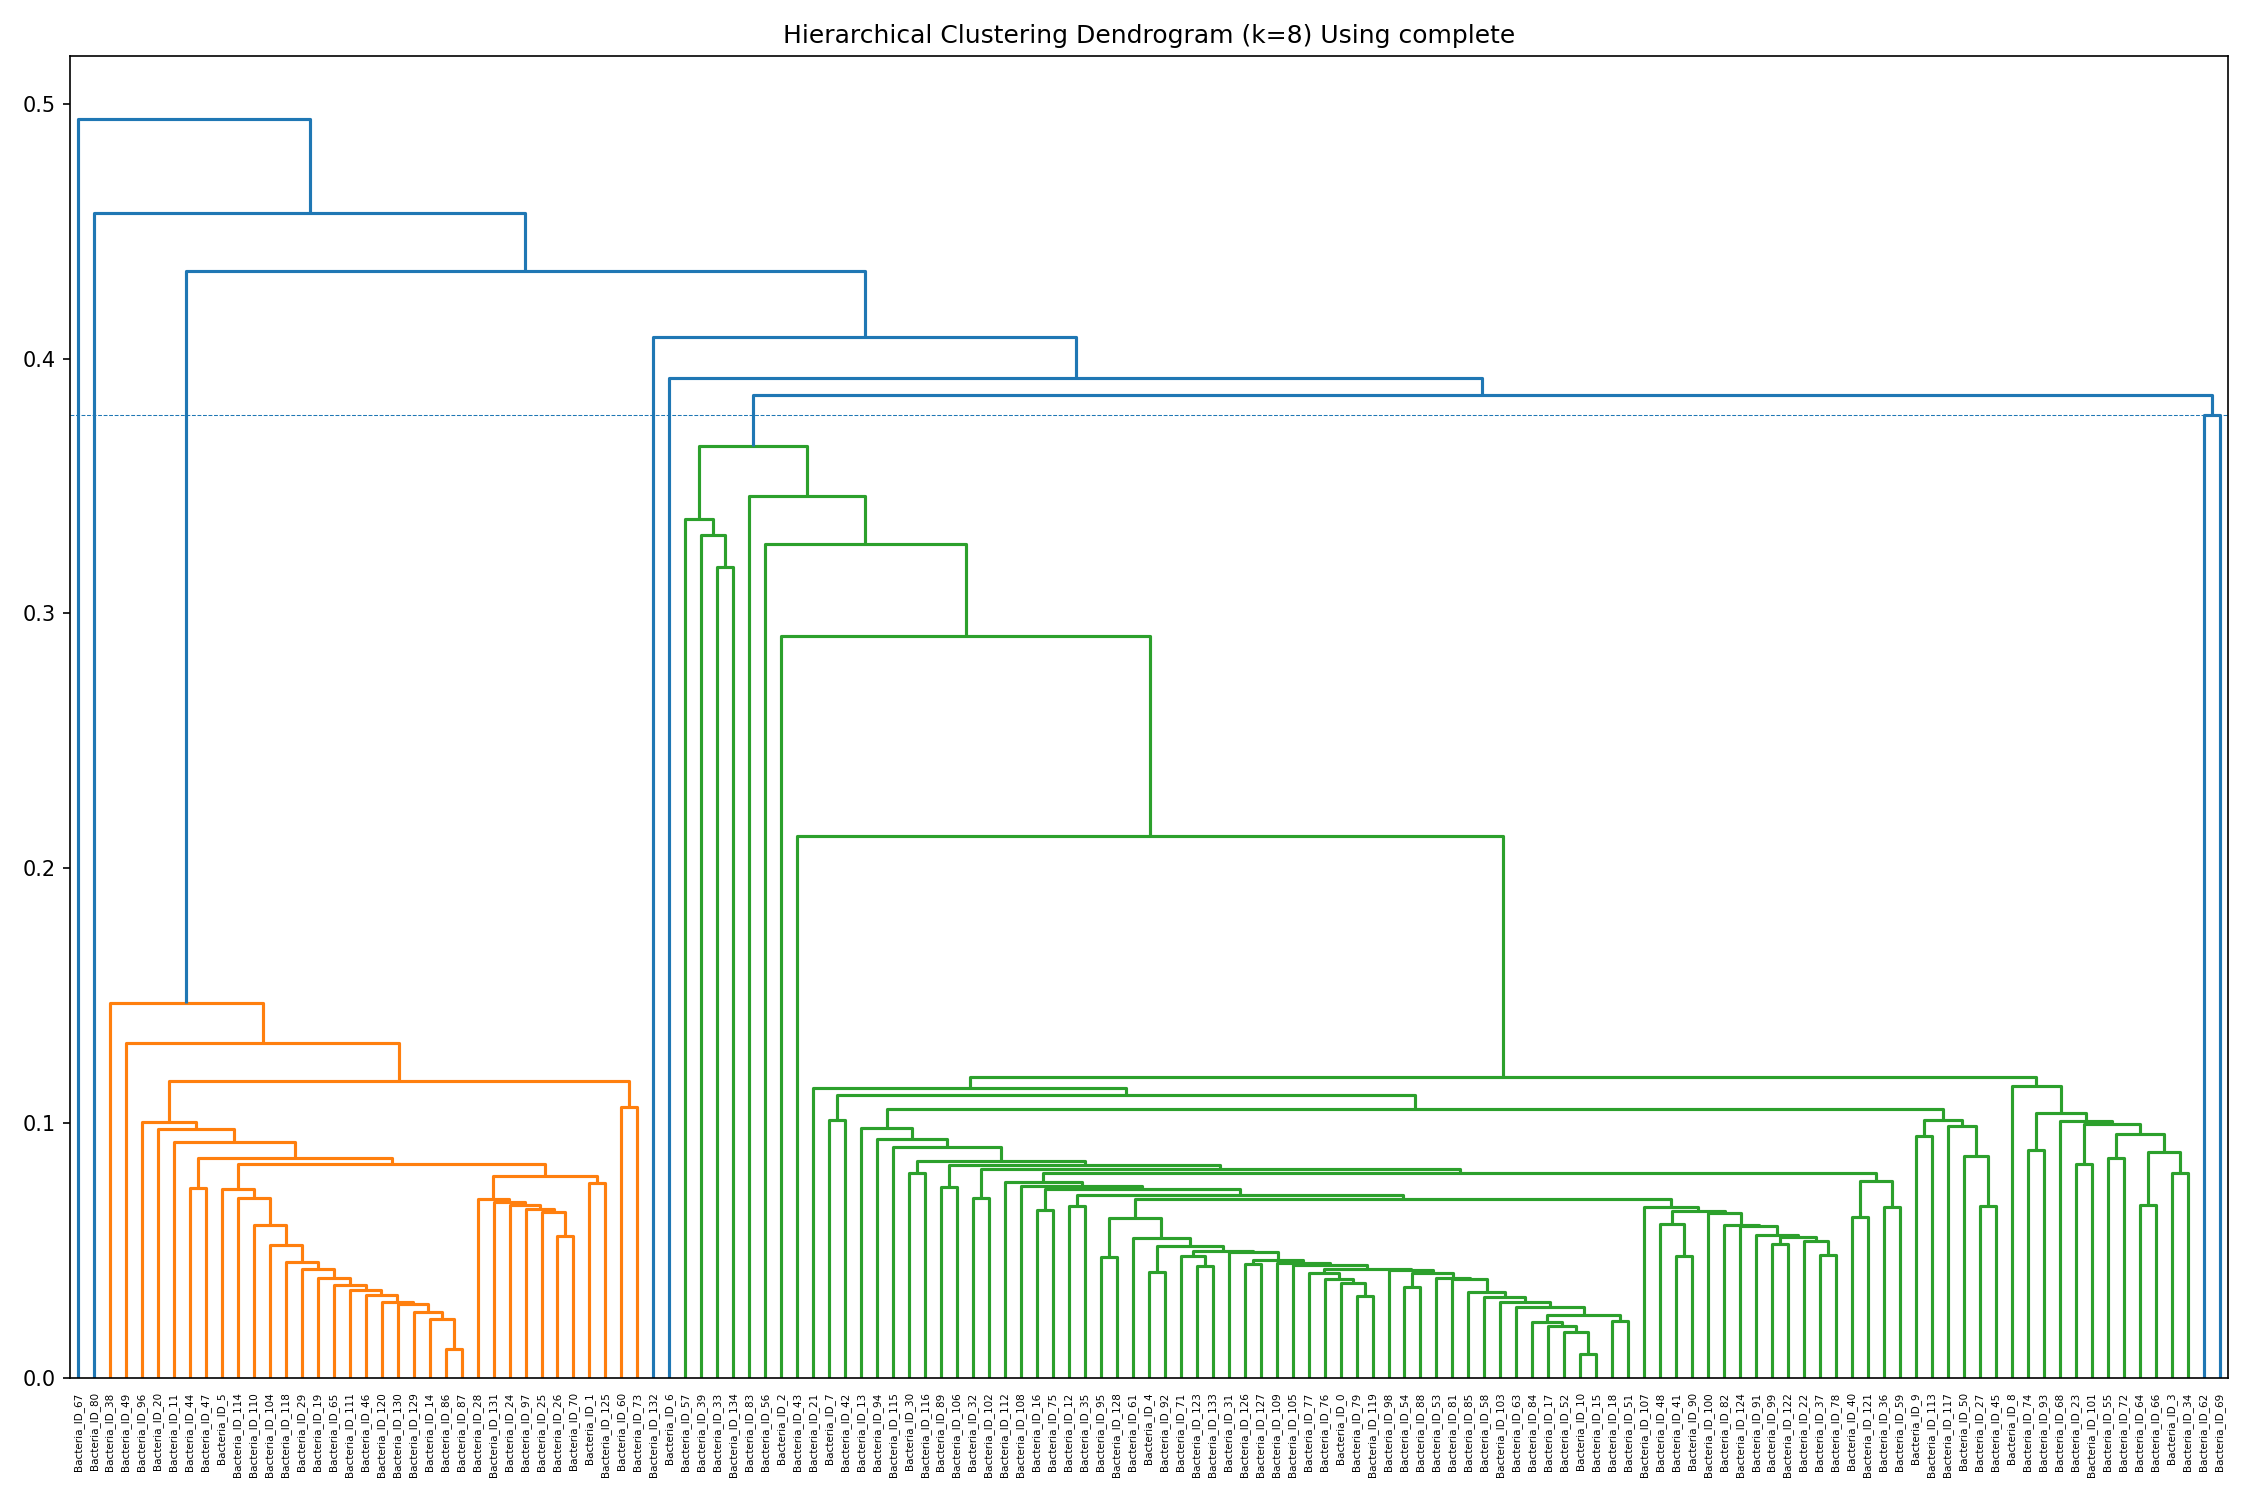 Hierarchical Clustering Dendrogram (k=8) Using complete
0.5
0.4
0.3
0.2
0.1
0.0
Bacteria_ID_67
Bacteria_ID_80
Bacteria_ID_38
Bacteria_ID_49
Bacteria_ID_96
Bacteria_ID_20
Bacteria_ID_11
Bacteria_ID_44
Bacteria_ID_47
Bacteria_ID_5
Bacteria_ID_114
Bacteria_ID_110
Bacteria_ID_104
Bacteria_ID_118
Bacteria_ID_29
Bacteria_ID_19
Bacteria_ID_65
Bacteria_ID_111
Bacteria_ID_46
Bacteria_ID_120
Bacteria_ID_130
Bacteria_ID_129
Bacteria_ID_14
Bacteria_ID_86
Bacteria_ID_87
Bacteria_ID_28
Bacteria_ID_131
Bacteria_ID_24
Bacteria_ID_97
Bacteria_ID_25
Bacteria_ID_26
Bacteria_ID_70
Bacteria_ID_1
Bacteria_ID_125
Bacteria_ID_60
Bacteria_ID_73
Bacteria_ID_132
Bacteria_ID_6
Bacteria_ID_57
Bacteria_ID_39
Bacteria_ID_33
Bacteria_ID_134
Bacteria_ID_83
Bacteria_ID_56
Bacteria_ID_2
Bacteria_ID_43
Bacteria_ID_21
Bacteria_ID_7
Bacteria_ID_42
Bacteria_ID_13
Bacteria_ID_94
Bacteria_ID_115
Bacteria_ID_30
Bacteria_ID_116
Bacteria_ID_89
Bacteria_ID_106
Bacteria_ID_32
Bacteria_ID_102
Bacteria_ID_112
Bacteria_ID_108
Bacteria_ID_16
Bacteria_ID_75
Bacteria_ID_12
Bacteria_ID_35
Bacteria_ID_95
Bacteria_ID_128
Bacteria_ID_61
Bacteria_ID_4
Bacteria_ID_92
Bacteria_ID_71
Bacteria_ID_123
Bacteria_ID_133
Bacteria_ID_31
Bacteria_ID_126
Bacteria_ID_127
Bacteria_ID_109
Bacteria_ID_105
Bacteria_ID_77
Bacteria_ID_76
Bacteria_ID_0
Bacteria_ID_79
Bacteria_ID_119
Bacteria_ID_98
Bacteria_ID_54
Bacteria_ID_88
Bacteria_ID_53
Bacteria_ID_81
Bacteria_ID_85
Bacteria_ID_58
Bacteria_ID_103
Bacteria_ID_63
Bacteria_ID_84
Bacteria_ID_17
Bacteria_ID_52
Bacteria_ID_10
Bacteria_ID_15
Bacteria_ID_18
Bacteria_ID_51
Bacteria_ID_107
Bacteria_ID_48
Bacteria_ID_41
Bacteria_ID_90
Bacteria_ID_100
Bacteria_ID_82
Bacteria_ID_124
Bacteria_ID_91
Bacteria_ID_99
Bacteria_ID_122
Bacteria_ID_22
Bacteria_ID_37
Bacteria_ID_78
Bacteria_ID_40
Bacteria_ID_121
Bacteria_ID_36
Bacteria_ID_59
Bacteria_ID_9
Bacteria_ID_113
Bacteria_ID_117
Bacteria_ID_50
Bacteria_ID_27
Bacteria_ID_45
Bacteria_ID_8
Bacteria_ID_74
Bacteria_ID_93
Bacteria_ID_68
Bacteria_ID_23
Bacteria_ID_101
Bacteria_ID_55
Bacteria_ID_72
Bacteria_ID_64
Bacteria_ID_66
Bacteria_ID_3
Bacteria_ID_34
Bacteria_ID_62
Bacteria_ID_69